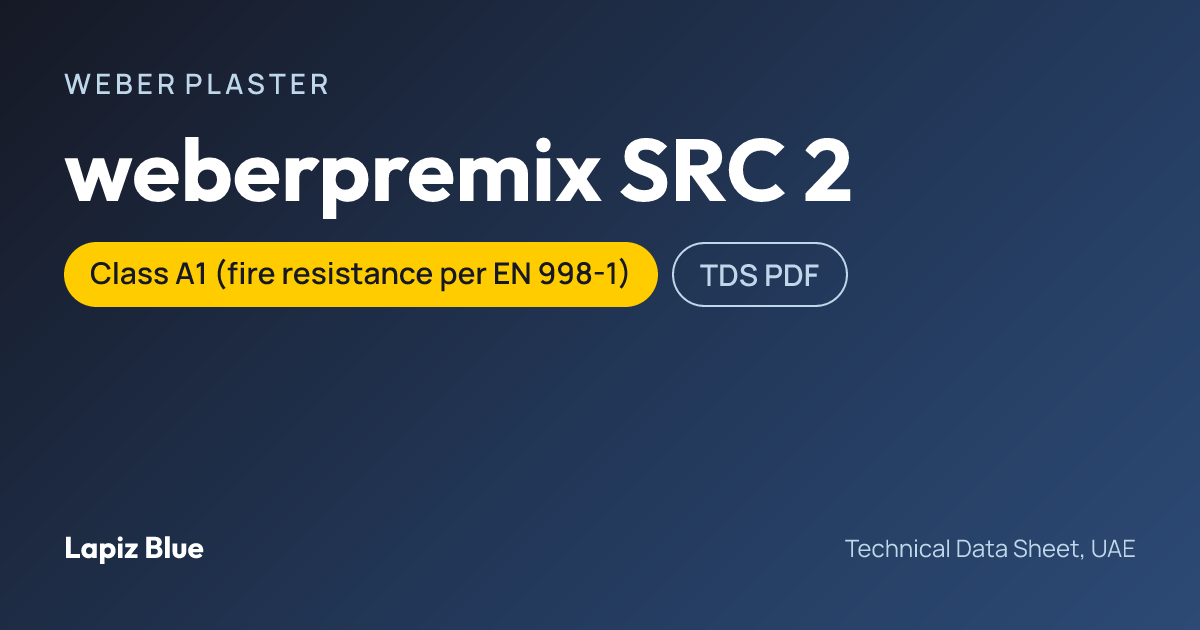 WEBER PLASTER
weberpremix SRC 2
Class A1 (fire resistance per EN 998-1)
TDS PDF
Lapiz Blue
Technical Data Sheet, UAE